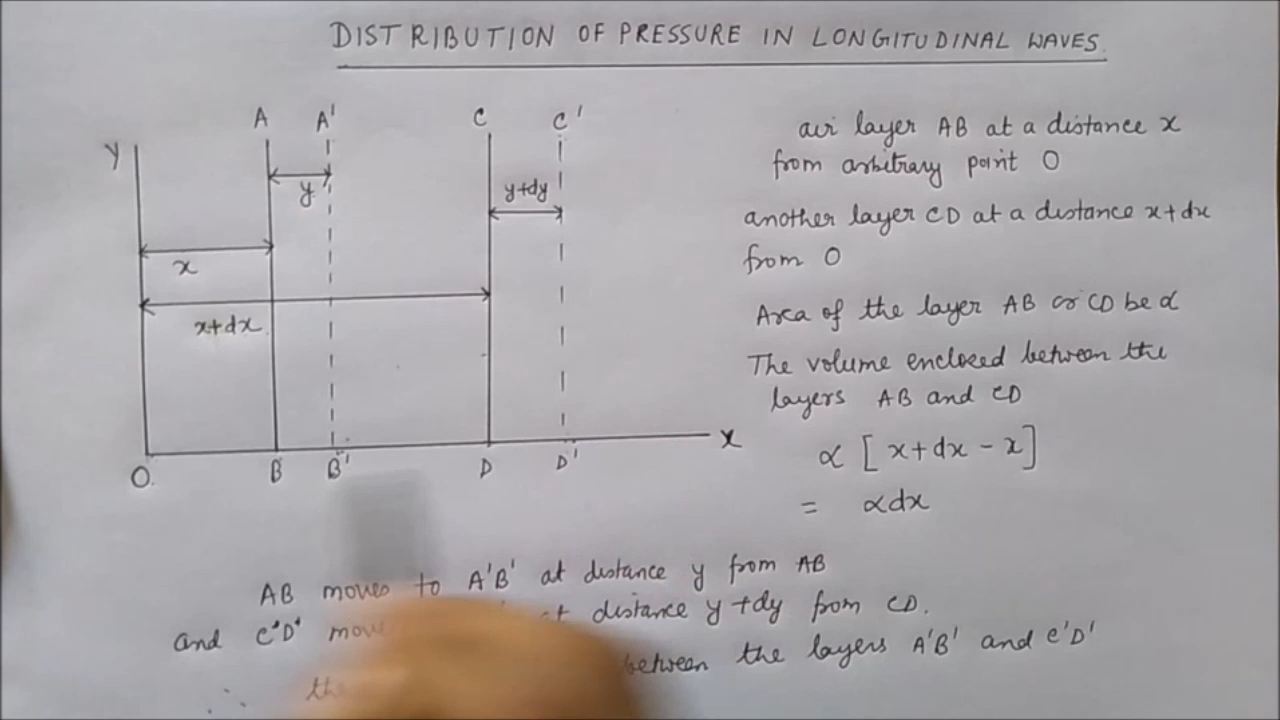 DISTRIBUTION OF PRESSURE IN LONGITUDINAL WAVES.
A A' C C'
Y
y
y+dy
x
x+dx
X
O B B' D D'
air layer AB at a distance x
from arbitrary point O
another layer CD at a distance x+dx
from O
Area of the layer AB or CD be α
The volume enclosed between the
layers AB and CD
α [x+dx-x]
= αdx
AB moves to A'B' at distance y from AB
and C'D' distance y+dy from CD.
∴ the between the layers A'B' and C'D'